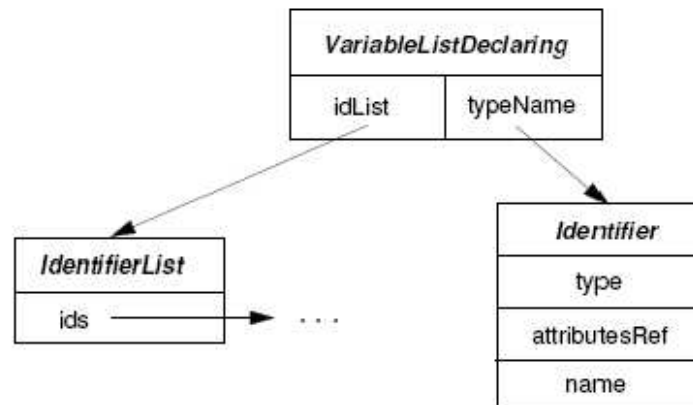 VariableListDeclaring
idList typeName
IdentifierList
ids . . .
Identifier
type
attributesRef
name